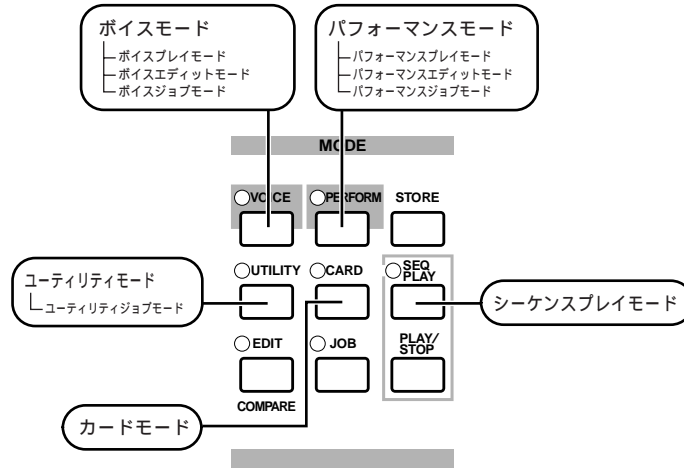 ボイスモード
ボイスプレイモード
ボイスエディットモード
ボイスジョブモード
パフォーマンスモード
パフォーマンスプレイモード
パフォーマンスエディットモード
パフォーマンスジョブモード
MODE
VOICE
PERFORM
STORE
UTILITY
CARD
SEQ
PLAY
ユーティリティモード
ユーティリティジョブモード
シーケンスプレイモード
EDIT
JOB
PLAY/
STOP
COMPARE
カードモード